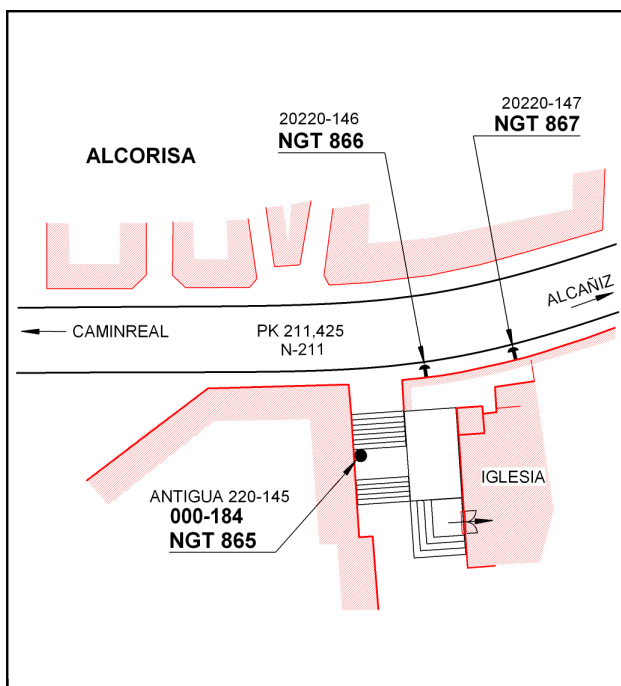 20220-146
NGT 866
20220-147
NGT 867
ALCORISA
ALCAÑIZ
CAMINREAL
PK 211,425
N-211
IGLESIA
ANTIGUA 220-145
000-184
NGT 865